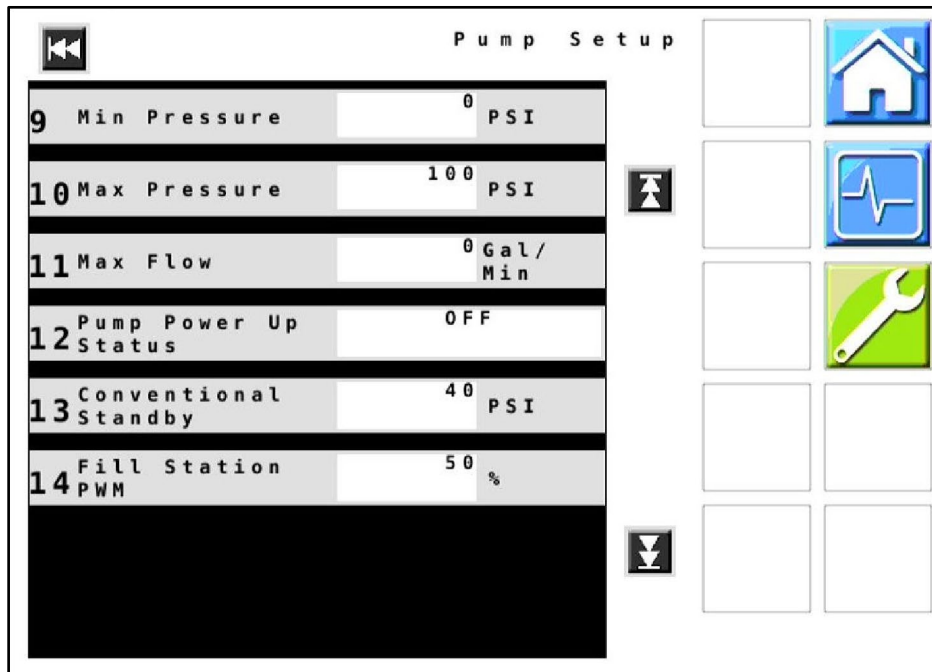 Pump Setup
9 Min Pressure 0 PSI
10 Max Pressure 100 PSI
11 Max Flow 0 Gal/
Min
12 Pump Power Up OFF
Status
13 Conventional 40 PSI
Standby
14 Fill Station 50 %
PWM